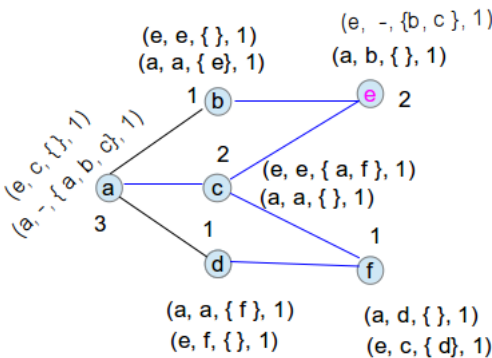 (e, -, {b, c }, 1)
(e, e, { }, 1)
(a, a, { e}, 1)
(a, b, { }, 1)
1
b
e
2
(e, c, { }, 1)
(a, -, { a, b, c}, 1)
2
a
c
(e, e, { a, f }, 1)
(a, a, { }, 1)
3
1
1
d
f
(a, a, { f }, 1)
(e, f, { }, 1)
(a, d, { }, 1)
(e, c, { d}, 1)